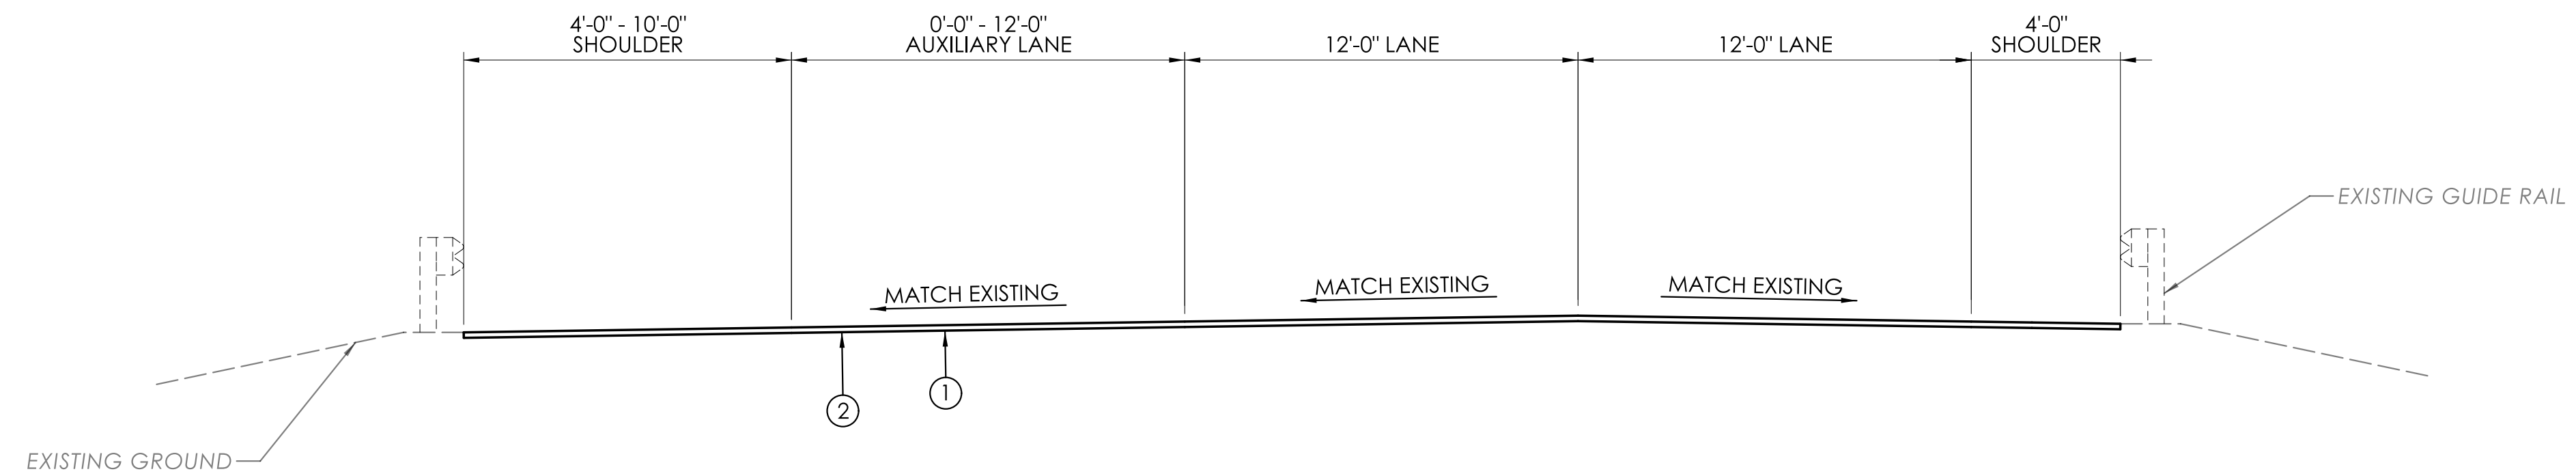 4'-0" - 10'-0"
SHOULDER
0'-0" - 12'-0"
AUXILIARY LANE
12'-0" LANE
12'-0" LANE
4'-0"
SHOULDER
EXISTING GUIDE RAIL
MATCH EXISTING
MATCH EXISTING
MATCH EXISTING
2
1
EXISTING GROUND